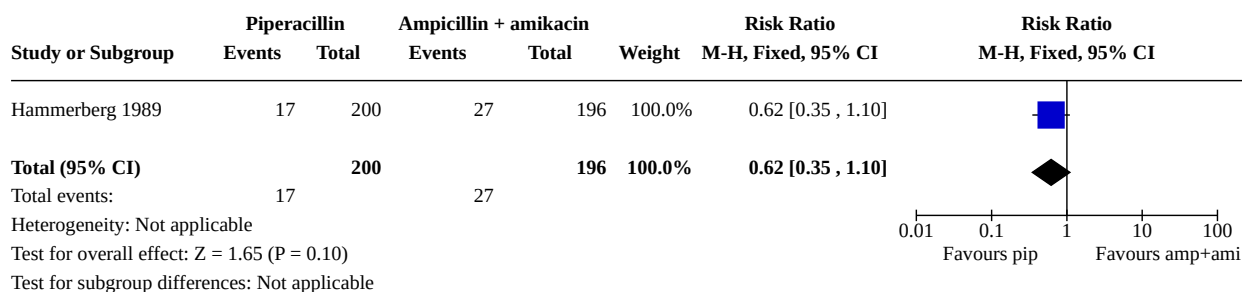 Piperacillin Ampicillin + amikacin Risk Ratio Risk Ratio
Study or Subgroup Events Total Events Total Weight M-H, Fixed, 95% CI M-H, Fixed, 95% CI
Hammerberg 1989 17 200 27 196 100.0% 0.62 [0.35 , 1.10]
Total (95% CI) 200 196 100.0% 0.62 [0.35 , 1.10]
Total events: 17 27
Heterogeneity: Not applicable
0.01 0.1 1 10 100
Test for overall effect: Z = 1.65 (P = 0.10)
Favours pip Favours amp+ami
Test for subgroup differences: Not applicable